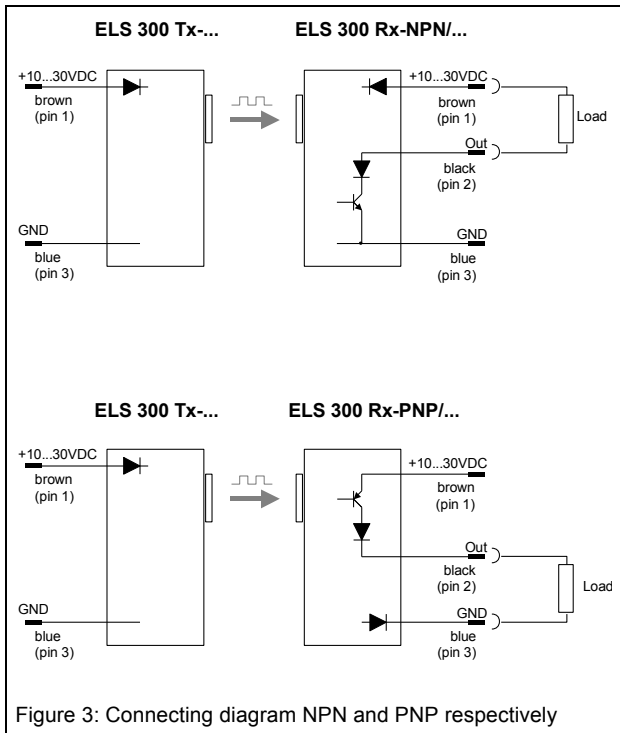 ELS 300 Tx-...
ELS 300 Rx-NPN/...
+10...30VDC
brown
(pin 1)
GND
blue
(pin 3)
+10...30VDC
brown
(pin 1)
Out
black
(pin 2)
GND
blue
(pin 3)
Load
ELS 300 Tx-...
ELS 300 Rx-PNP/...
+10...30VDC
brown
(pin 1)
GND
blue
(pin 3)
+10...30VDC
brown
(pin 1)
Out
black
(pin 2)
GND
blue
(pin 3)
Load
Figure 3: Connecting diagram NPN and PNP respectively